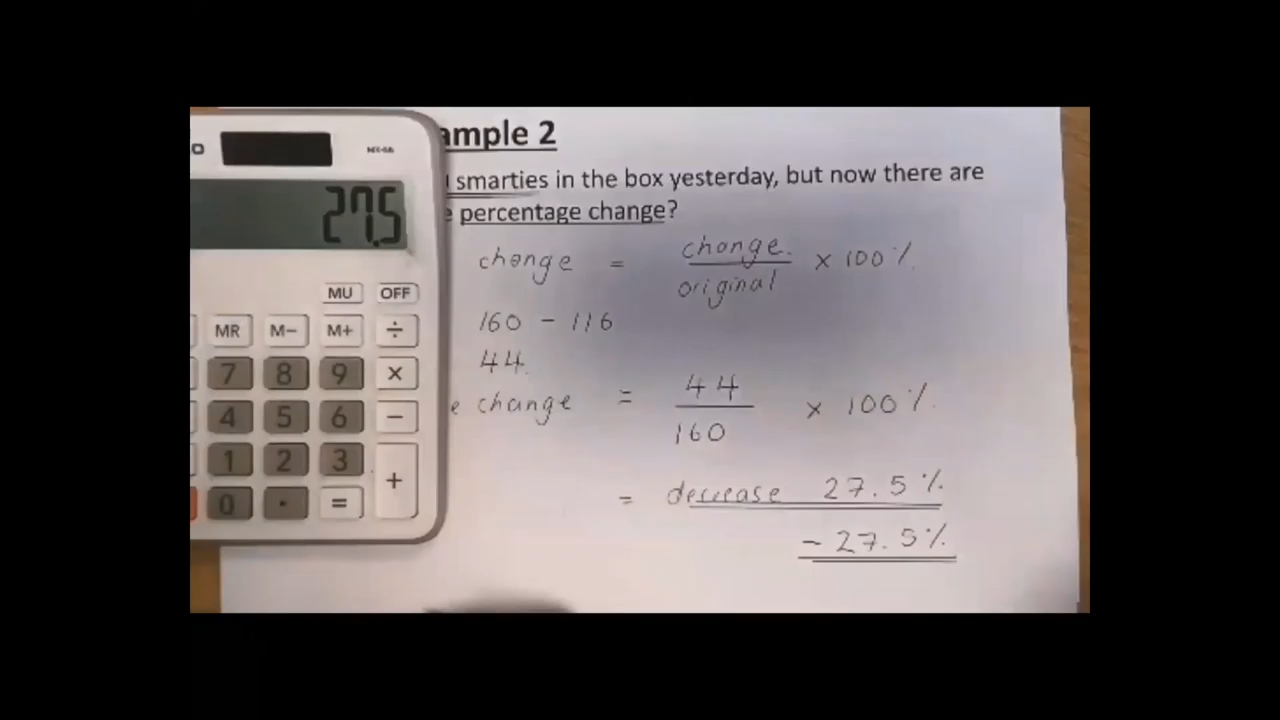 ample 2
smarties in the box yesterday, but now there are
e percentage change?
change = change. × 100%
original
160 - 116
44.
e change = 44 × 100%
160
= decrease 27.5%
- 27.5%
O
27.5
MU OFF
MR M− M+ ÷
7 8 9 ×
4 5 6 −
1 2 3 +
0 · =